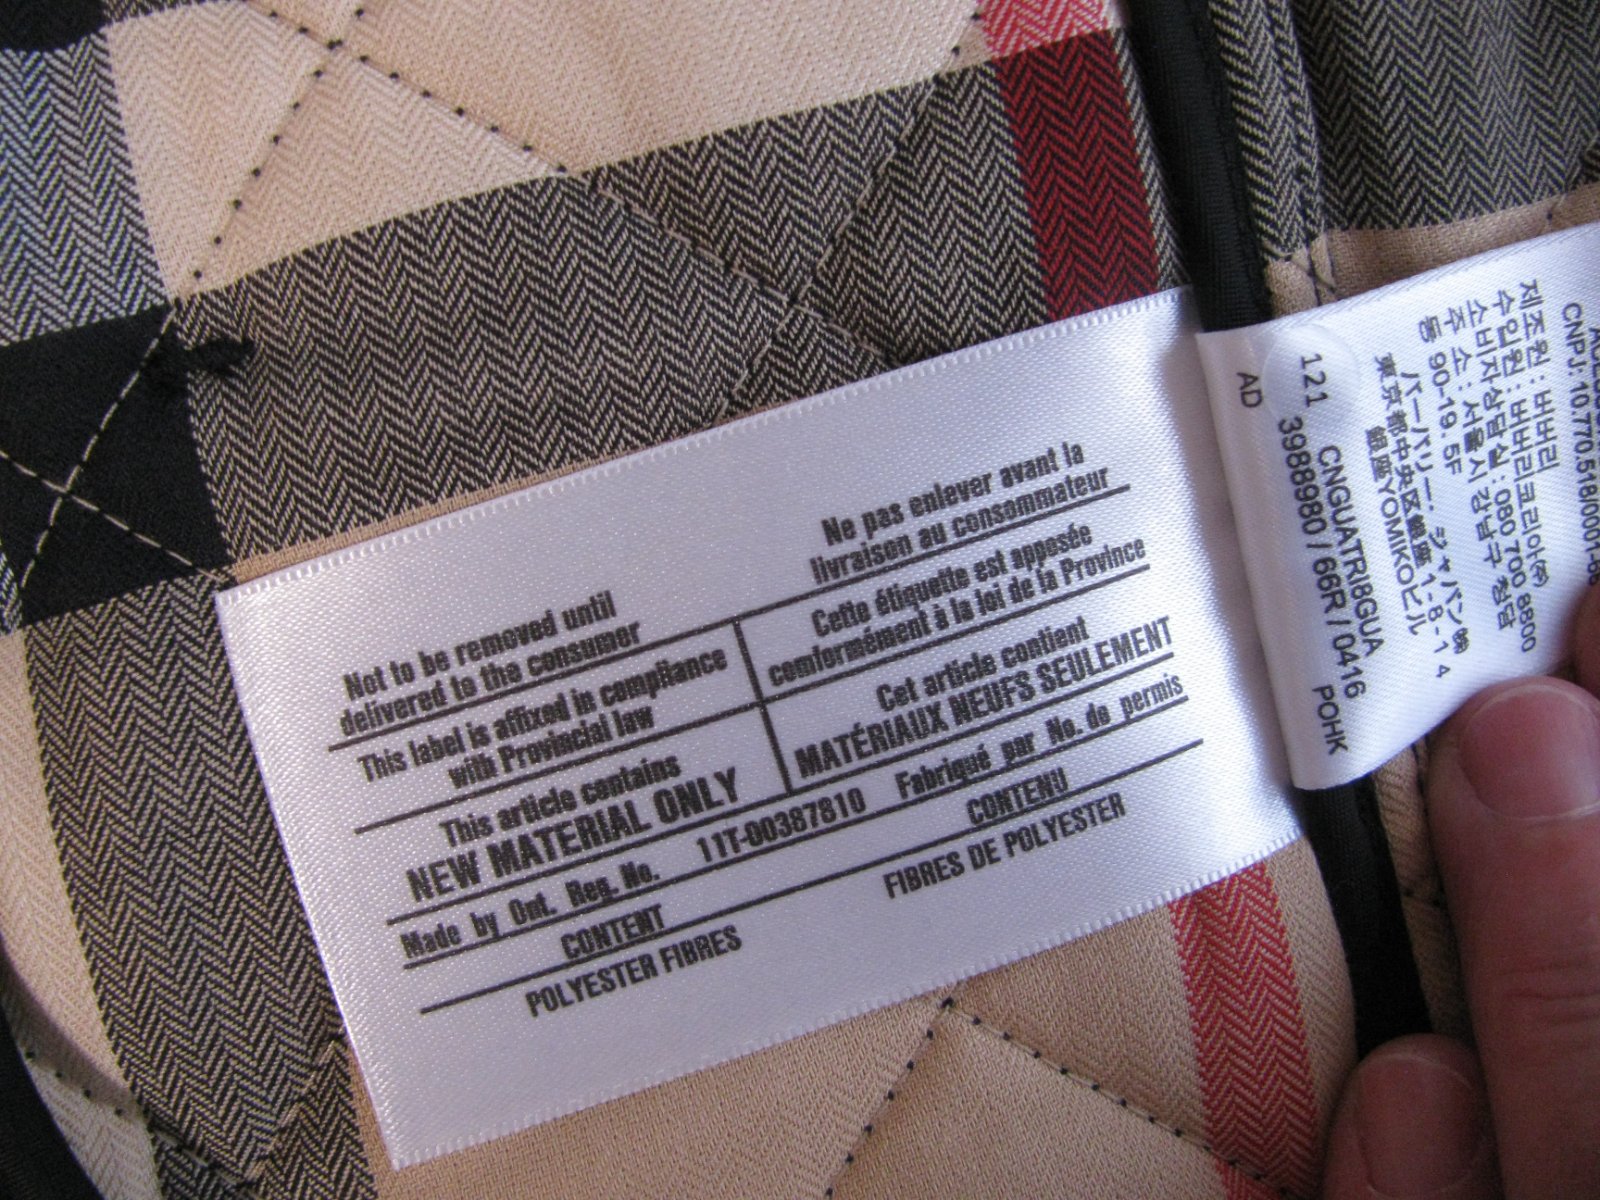 Not to be removed until
delivered to the consumer
This label is affixed in compliance
with Provincial law
This article contains
NEW MATERIAL ONLY
Ne pas enlever avant la
livraison au consommateur
Cette étiquette est apposée
comformément à la loi de la Province
Cet article contient
MATÉRIAUX NEUFS SEULEMENT
Made by Ont. Reg. No. 11T-00387810 Fabriqué par No. de permis
CONTENT CONTENU
POLYESTER FIBRES FIBRES DE POLYESTER
CNPJ: 10.770.518/0001-66
제조원: 버버리
수입원: 버버리코리아(주)
소비자상담실: 080 700 8800
주소: 서울시 강남구 청담
동 90-19 5F
バーバリー・ジャパン㈱
東京都中央区銀座 1-8-14
銀座YOMIKOビル
121 CNGUATRI8GUA
3988980 / 66R / 0416
AD POHK